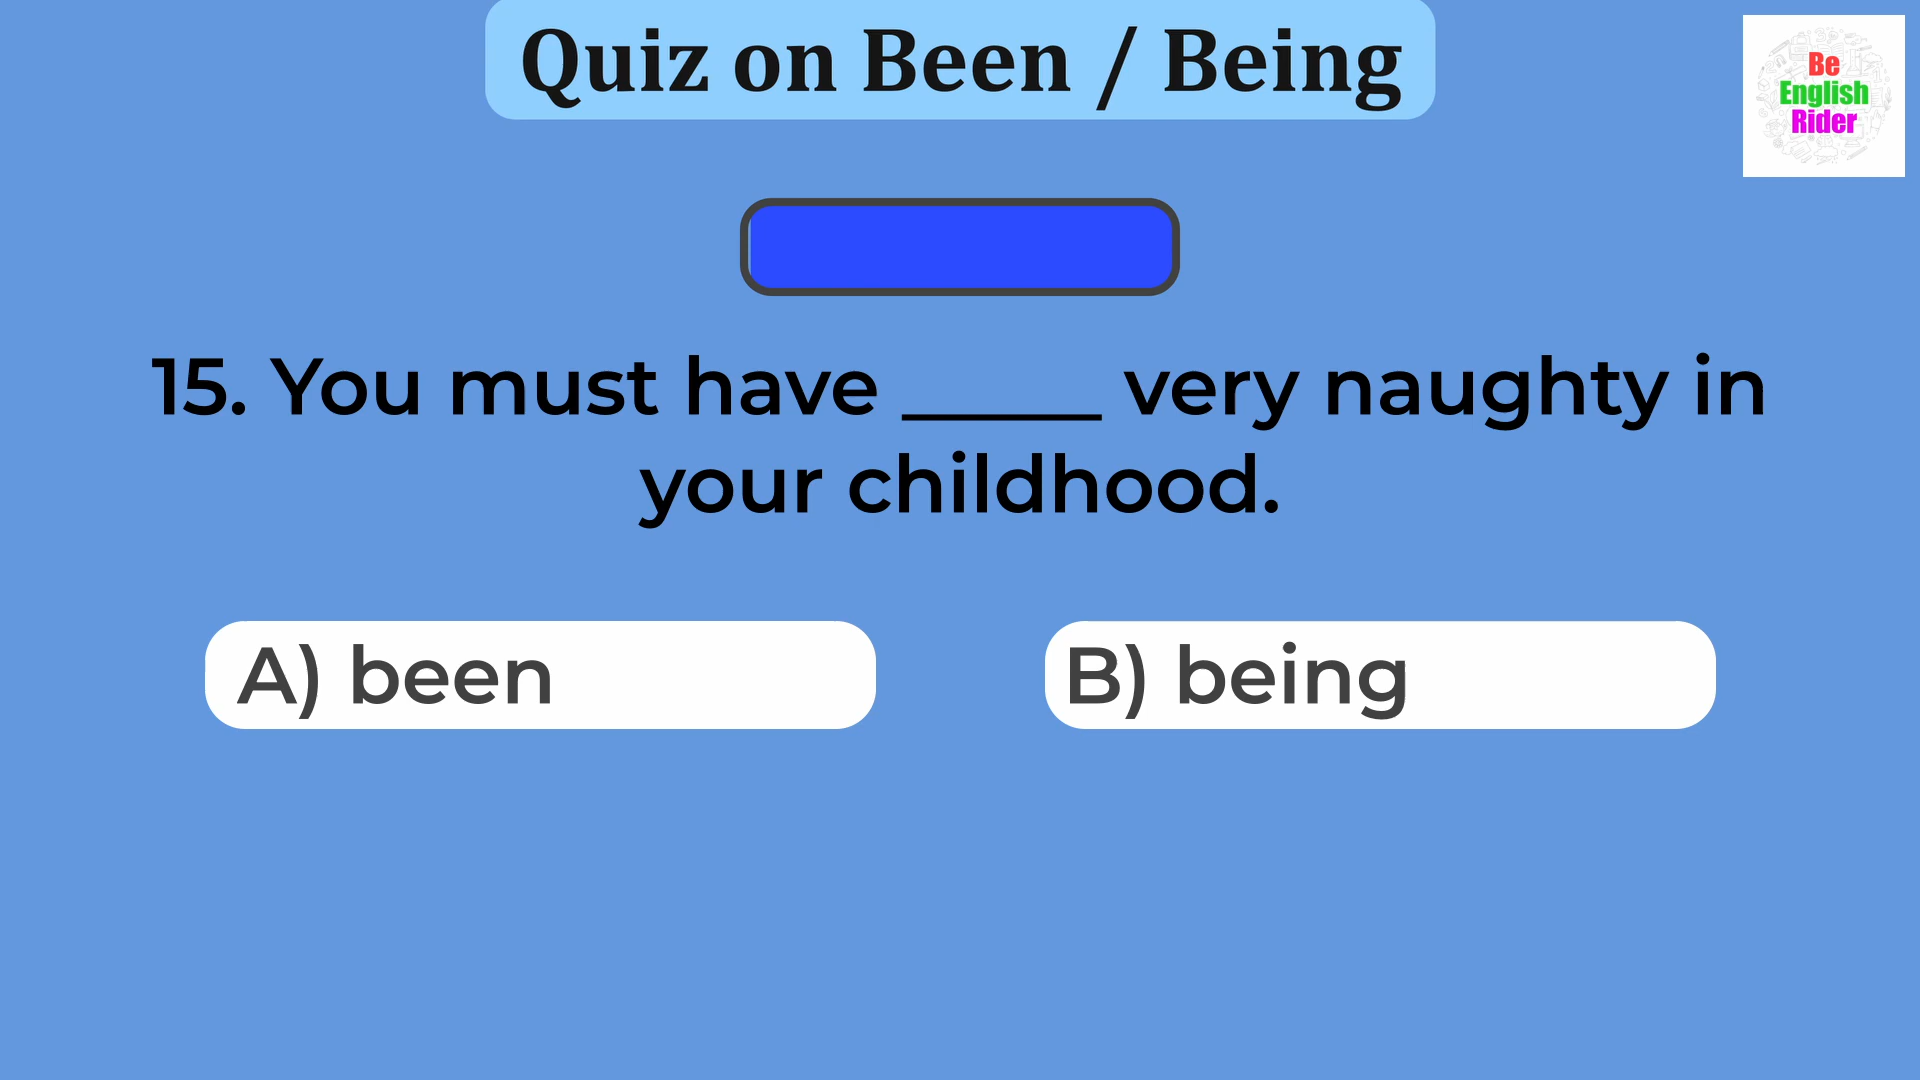 Quiz on Been / Being
Be
English
Rider
15. You must have _____ very naughty in
your childhood.
A) been
B) being